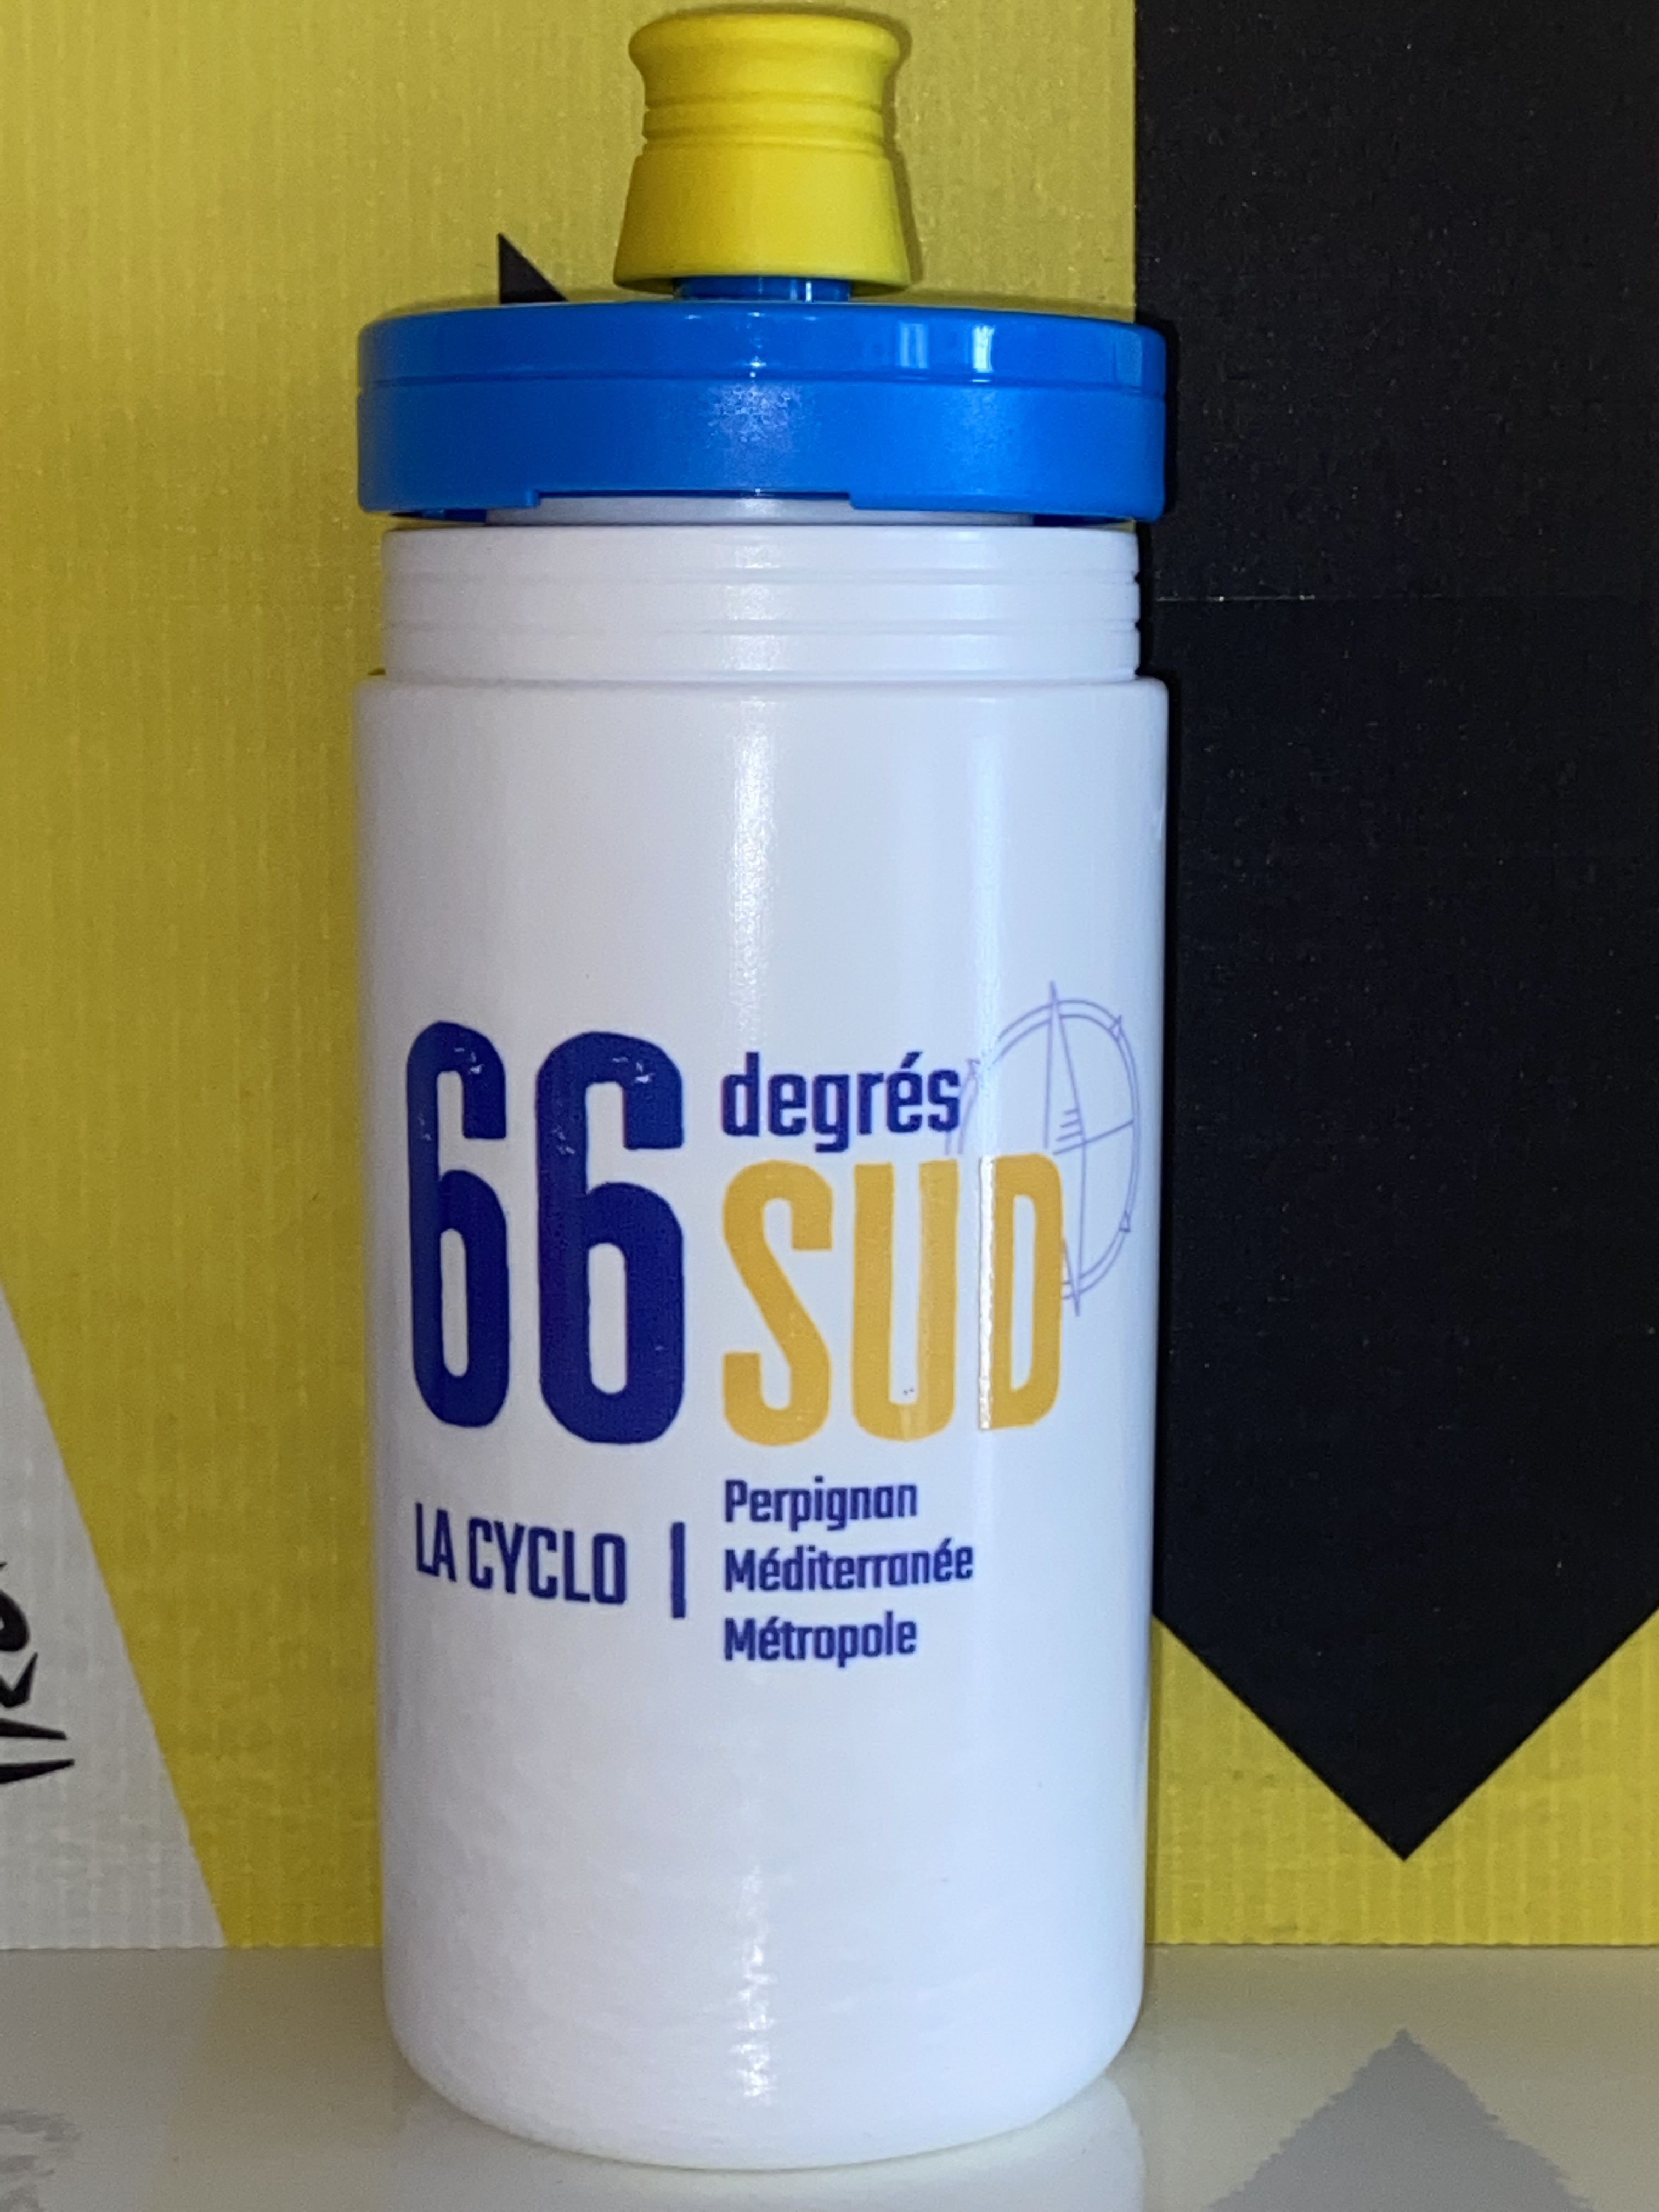 66 degrés
SUD
LA CYCLO | Perpignan
Méditerranée
Métropole